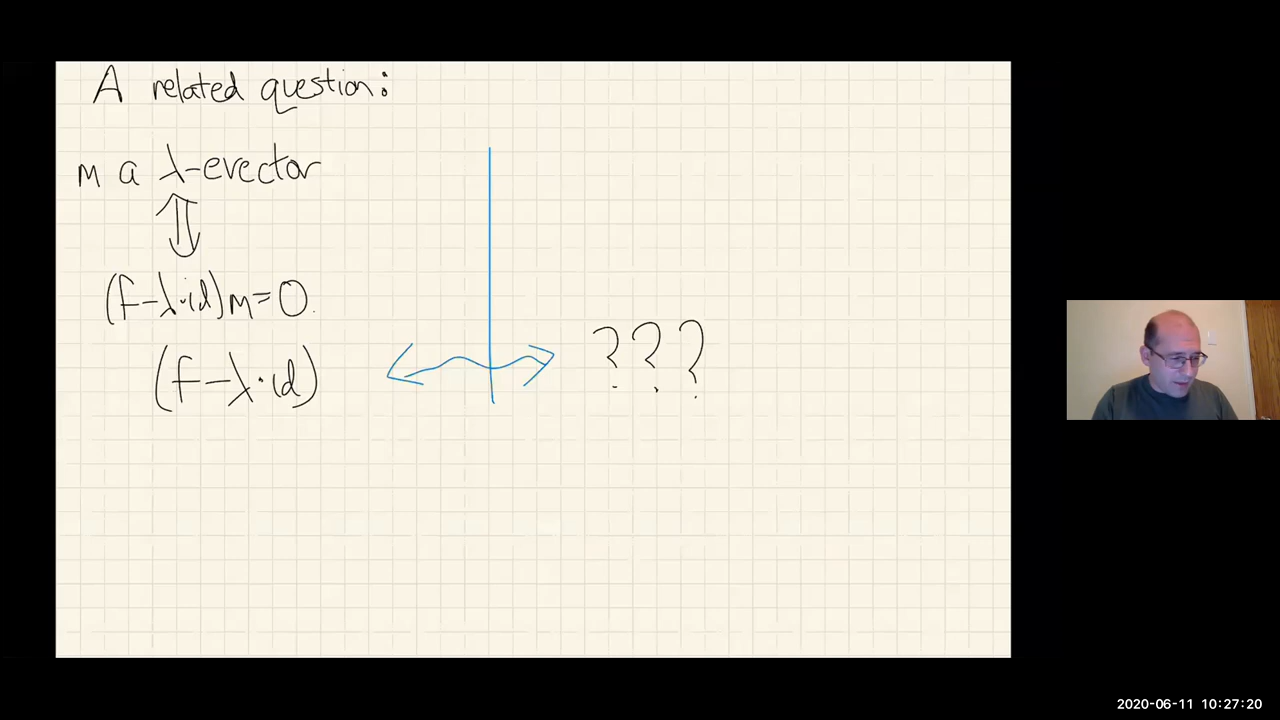 A related question:
m a λ-evector
⇕
(f-λ·id)m=0.
(f-λ·id) ???
2020-06-11 10:27:20